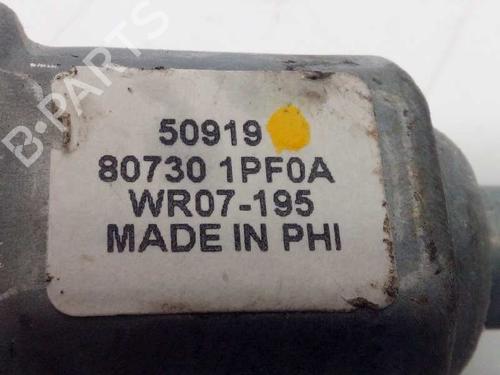 B-PARTS
50919
80730 1PF0A
WR07-195
MADE IN PHI